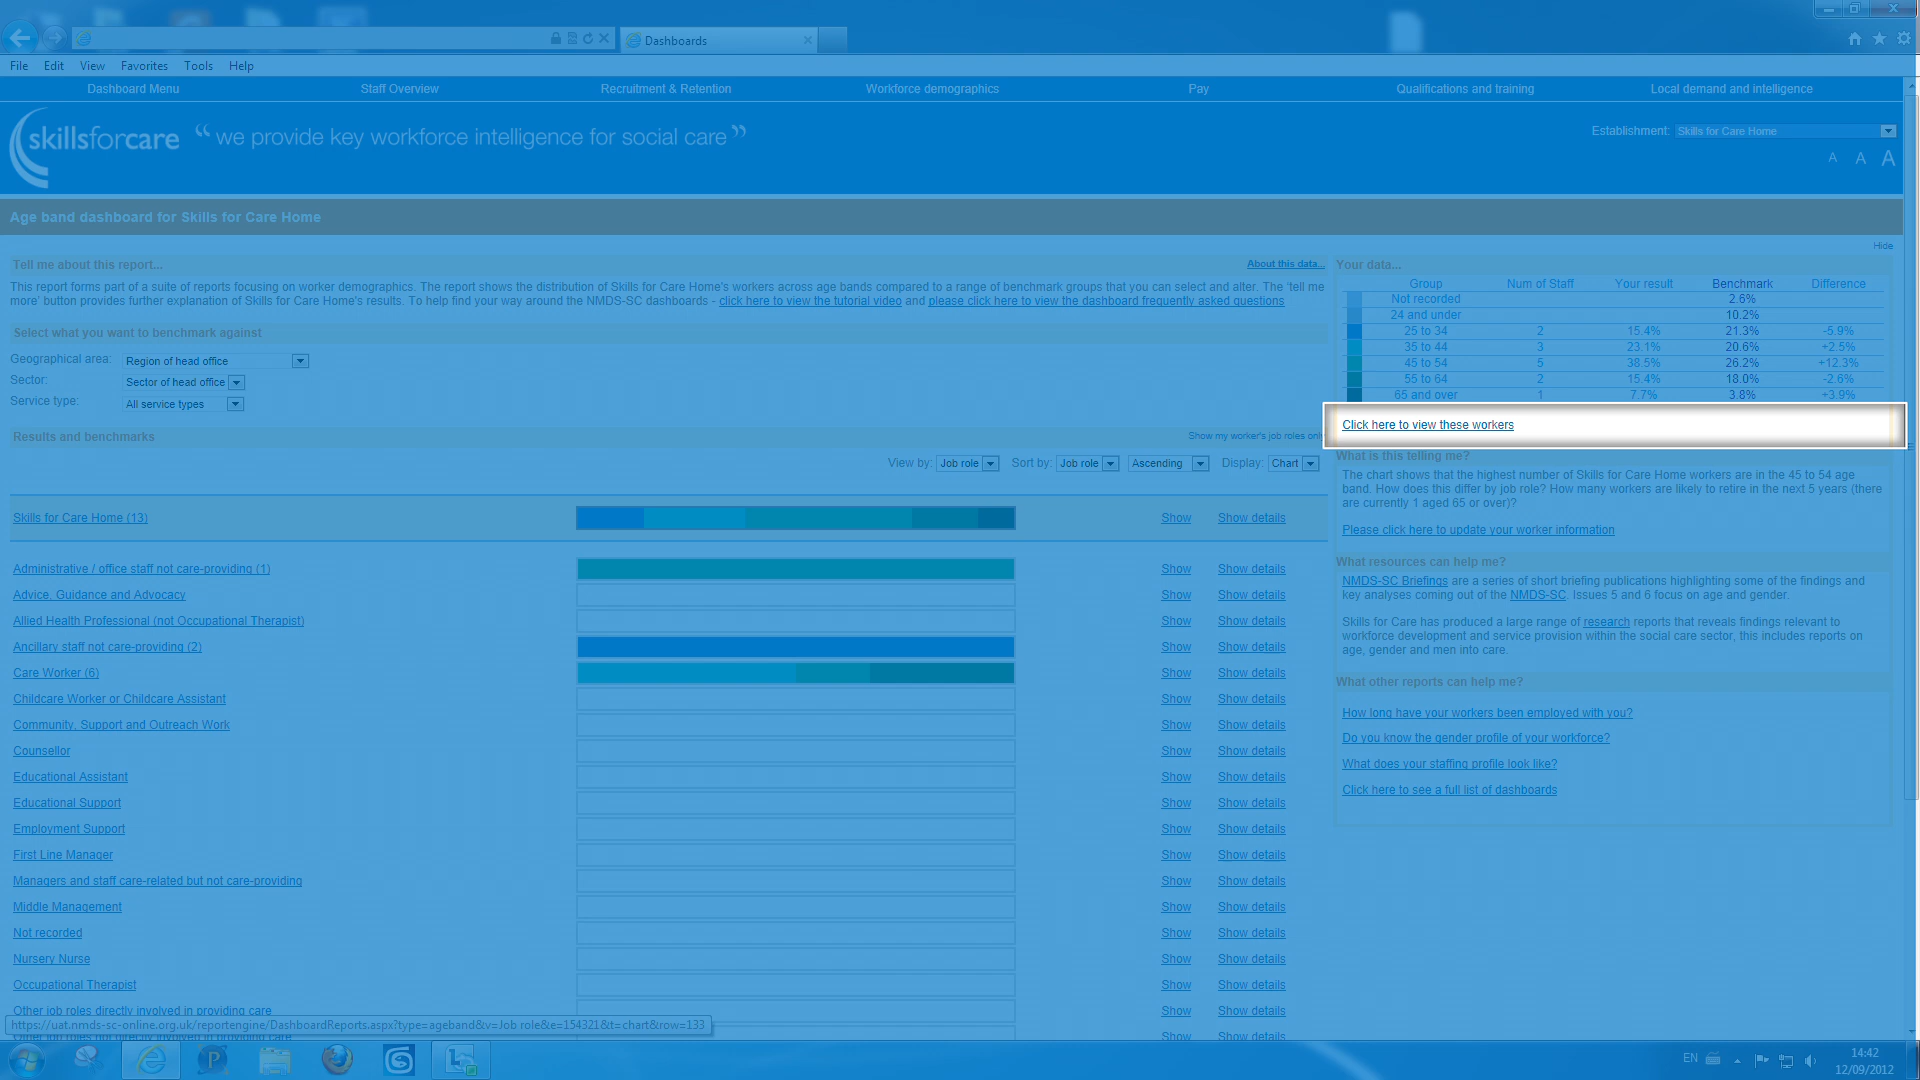 Dashboards
File Edit View Favorites Tools Help
Dashboard Menu Staff Overview Recruitment & Retention Workforce demographics Pay Qualifications and training Local demand and intelligence
skillsforcare “ we provide key workforce intelligence for social care ”
Establishment: Skills for Care Home
A A A
Age band dashboard for Skills for Care Home
Hide
Tell me about this report... About this data...
This report forms part of a suite of reports focusing on worker demographics. The report shows the distribution of Skills for Care Home's workers across age bands compared to a range of benchmark groups that you can select and alter. The 'tell me
more' button provides further explanation of Skills for Care Home's results. To help find your way around the NMDS-SC dashboards - click here to view the tutorial video and please click here to view the dashboard frequently asked questions
Select what you want to benchmark against
Geographical area: Region of head office
Sector: Sector of head office
Service type: All service types
Results and benchmarks Show my worker's job roles only
View by: Job role Sort by: Job role Ascending Display: Chart
Skills for Care Home (13) Show Show details
Administrative / office staff not care-providing (1) Show Show details
Advice, Guidance and Advocacy Show Show details
Allied Health Professional (not Occupational Therapist) Show Show details
Ancillary staff not care-providing (2) Show Show details
Care Worker (6) Show Show details
Childcare Worker or Childcare Assistant Show Show details
Community, Support and Outreach Work Show Show details
Counsellor Show Show details
Educational Assistant Show Show details
Educational Support Show Show details
Employment Support Show Show details
First Line Manager Show Show details
Managers and staff care-related but not care-providing Show Show details
Middle Management Show Show details
Not recorded Show Show details
Nursery Nurse Show Show details
Occupational Therapist Show Show details
Other job roles directly involved in providing care Show Show details
Other job roles not directly involved in providing care Show Show details
https://uat.nmds-sc-online.org.uk/reportengine/DashboardReports.aspx?type=ageband&v=Job role&e=154321&t=chart&row=133
Your data...
Group Num of Staff Your result Benchmark Difference
Not recorded 2.6%
24 and under 10.2%
25 to 34 2 15.4% 21.3% -5.9%
35 to 44 3 23.1% 20.6% +2.5%
45 to 54 5 38.5% 26.2% +12.3%
55 to 64 2 15.4% 18.0% -2.6%
65 and over 1 7.7% 3.8% +3.9%
Click here to view these workers
What is this telling me?
The chart shows that the highest number of Skills for Care Home workers are in the 45 to 54 age
band. How does this differ by job role? How many workers are likely to retire in the next 5 years (there
are currently 1 aged 65 or over)?
Please click here to update your worker information
What resources can help me?
NMDS-SC Briefings are a series of short briefing publications highlighting some of the findings and
key analyses coming out of the NMDS-SC. Issues 5 and 6 focus on age and gender.
Skills for Care has produced a large range of research reports that reveals findings relevant to
workforce development and service provision within the social care sector, this includes reports on
age, gender and men into care.
What other reports can help me?
How long have your workers been employed with you?
Do you know the gender profile of your workforce?
What does your staffing profile look like?
Click here to see a full list of dashboards
EN
14:42
12/09/2012